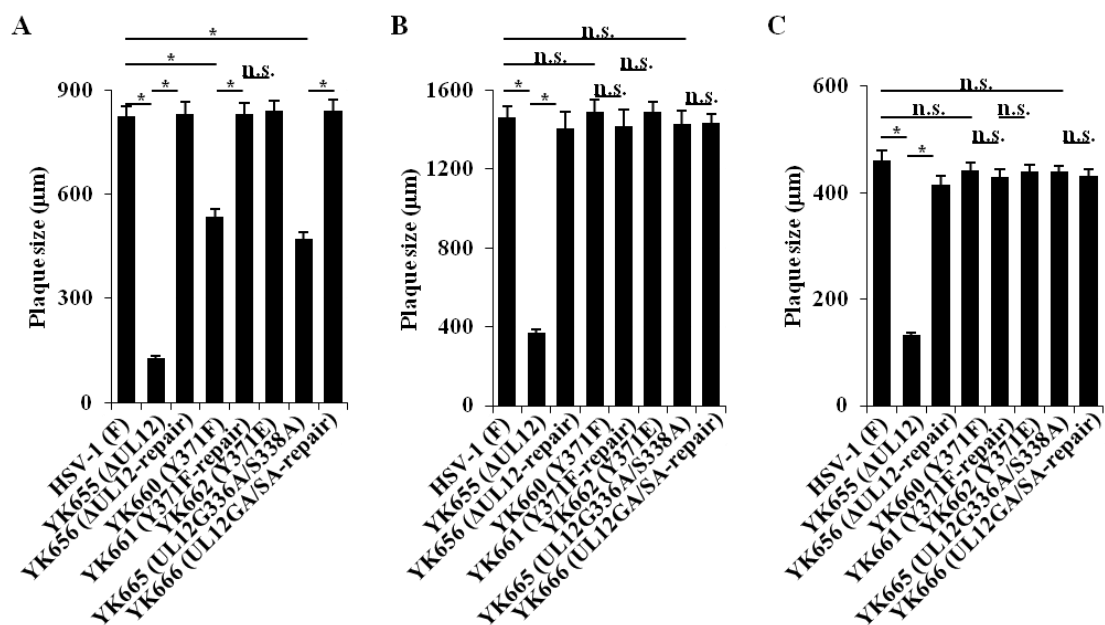 A
*
*
n.s.
* * * *
900
600
300
0
Plaque size (µm)
HSV-1 (F)
YK655 (ΔUL12)
YK656 (ΔUL12-repair)
YK660 (Y371F)
YK661 (Y371F-repair)
YK662 (Y371E)
YK665 (UL12G336A/S338A)
YK666 (UL12GA/SA-repair)
B
n.s.
n.s. n.s.
* * n.s. n.s.
1600
1200
800
400
0
Plaque size (µm)
HSV-1 (F)
YK655 (ΔUL12)
YK656 (ΔUL12-repair)
YK660 (Y371F)
YK661 (Y371F-repair)
YK662 (Y371E)
YK665 (UL12G336A/S338A)
YK666 (UL12GA/SA-repair)
C
n.s.
n.s. n.s.
* * n.s. n.s.
600
400
200
0
Plaque size (µm)
HSV-1 (F)
YK655 (ΔUL12)
YK656 (ΔUL12-repair)
YK660 (Y371F)
YK661 (Y371F-repair)
YK662 (Y371E)
YK665 (UL12G336A/S338A)
YK666 (UL12GA/SA-repair)